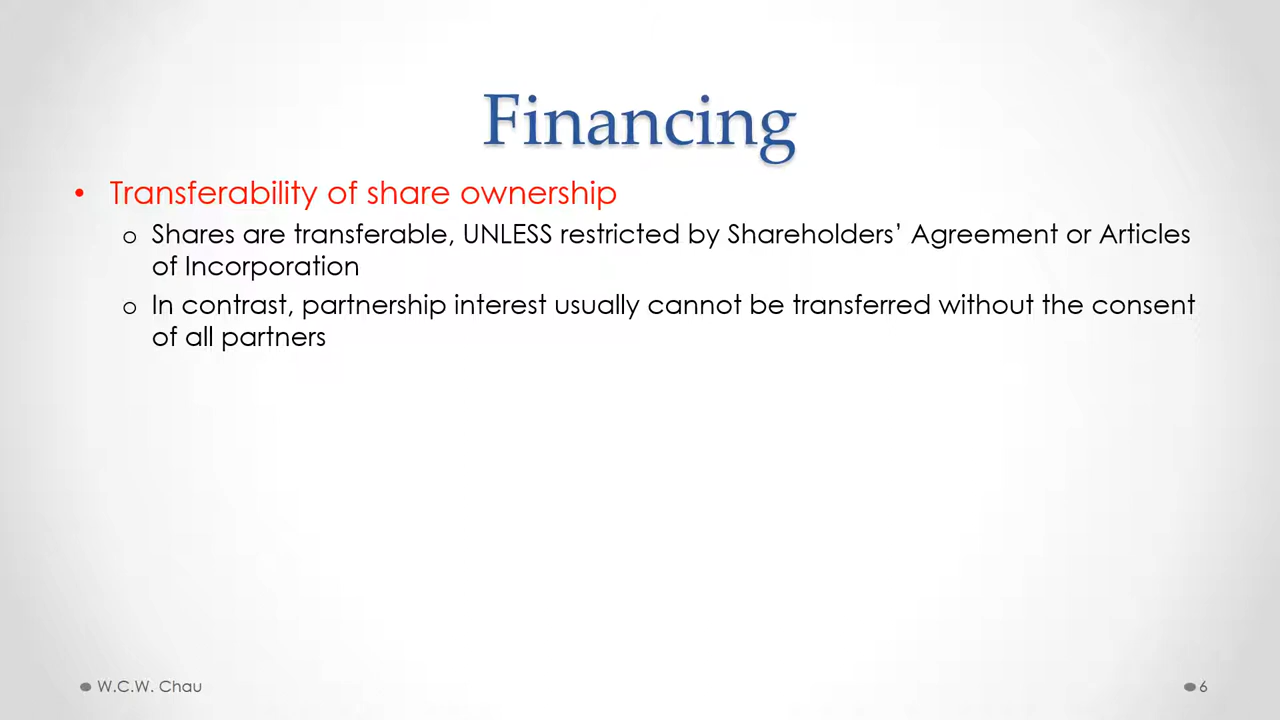 Financing
• Transferability of share ownership
o Shares are transferable, UNLESS restricted by Shareholders’ Agreement or Articles
of Incorporation
o In contrast, partnership interest usually cannot be transferred without the consent
of all partners
W.C.W. Chau
6